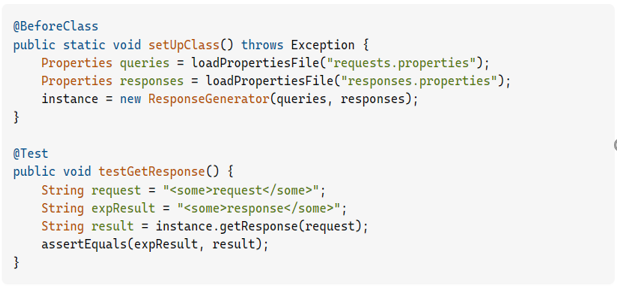 @BeforeClass
public static void setUpClass() throws Exception {
    Properties queries = loadPropertiesFile("requests.properties");
    Properties responses = loadPropertiesFile("responses.properties");
    instance = new ResponseGenerator(queries, responses);
}

@Test
public void testGetResponse() {
    String request = "<some>request</some>";
    String expResult = "<some>response</some>";
    String result = instance.getResponse(request);
    assertEquals(expResult, result);
}